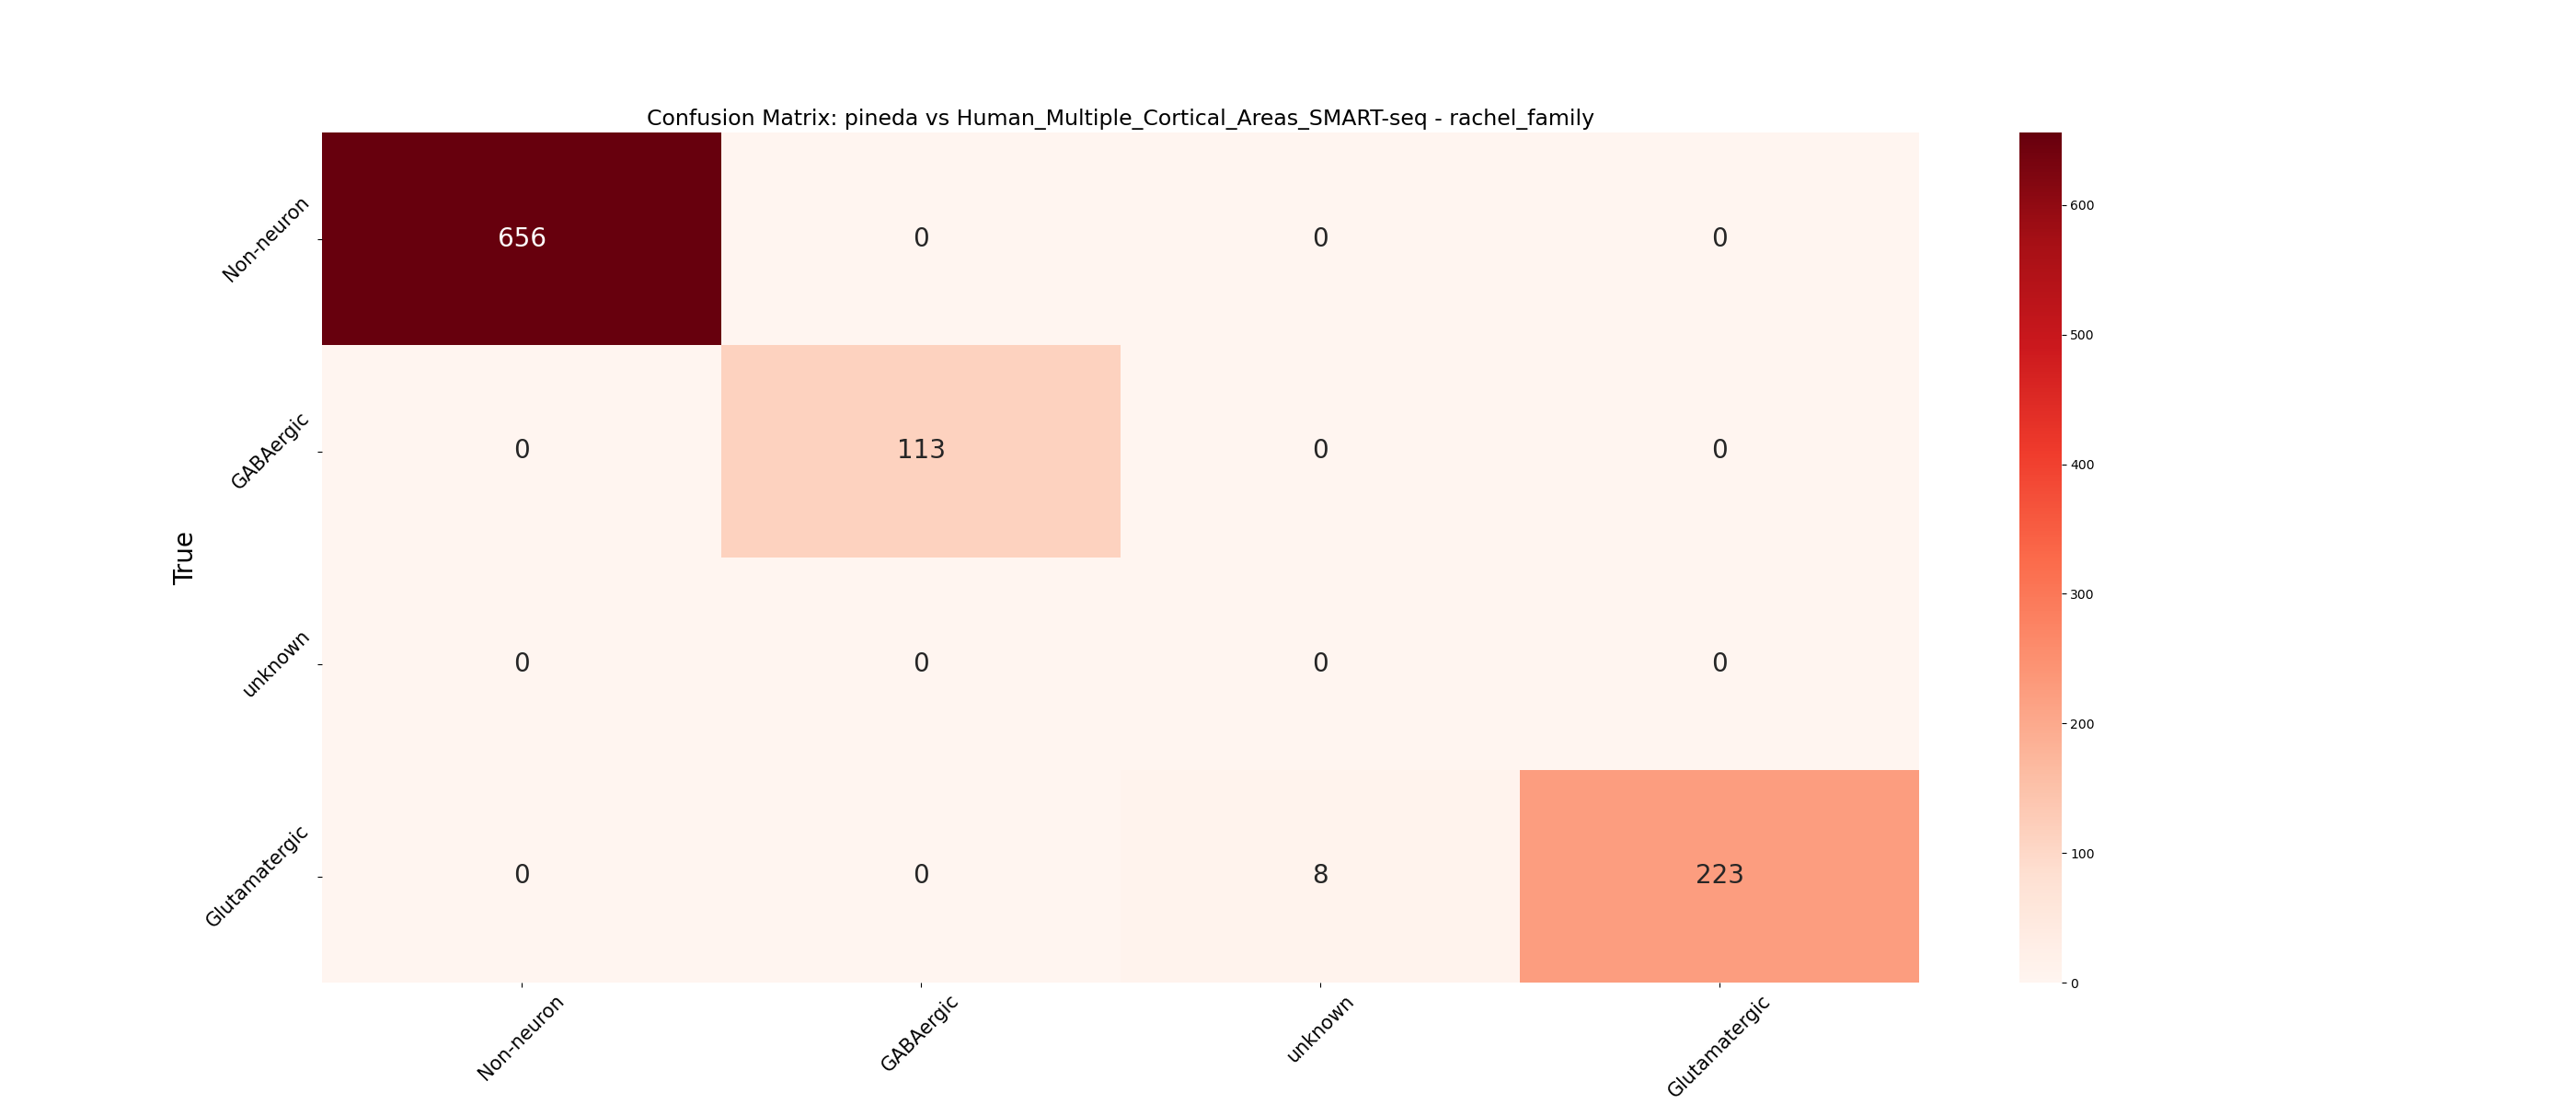 Confusion Matrix: pineda vs Human_Multiple_Cortical_Areas_SMART-seq - rachel_family
True
Non-neuron 656 0 0 0
GABAergic 0 113 0 0
unknown 0 0 0 0
Glutamatergic 0 0 8 223
Non-neuron GABAergic unknown Glutamatergic
600
500
400
300
200
100
0